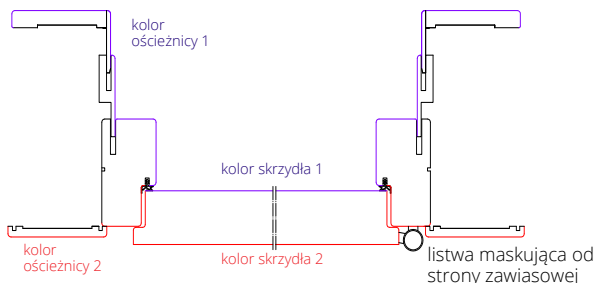 kolor
ościeżnicy 1
kolor skrzydła 1
kolor
ościeżnicy 2
kolor skrzydła 2
listwa maskująca od
strony zawiasowej